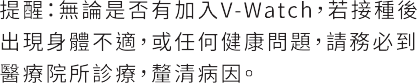 提醒：無論是否有加入V-Watch，若接種後
出現身體不適，或任何健康問題，請務必到
醫療院所診療，釐清病因。